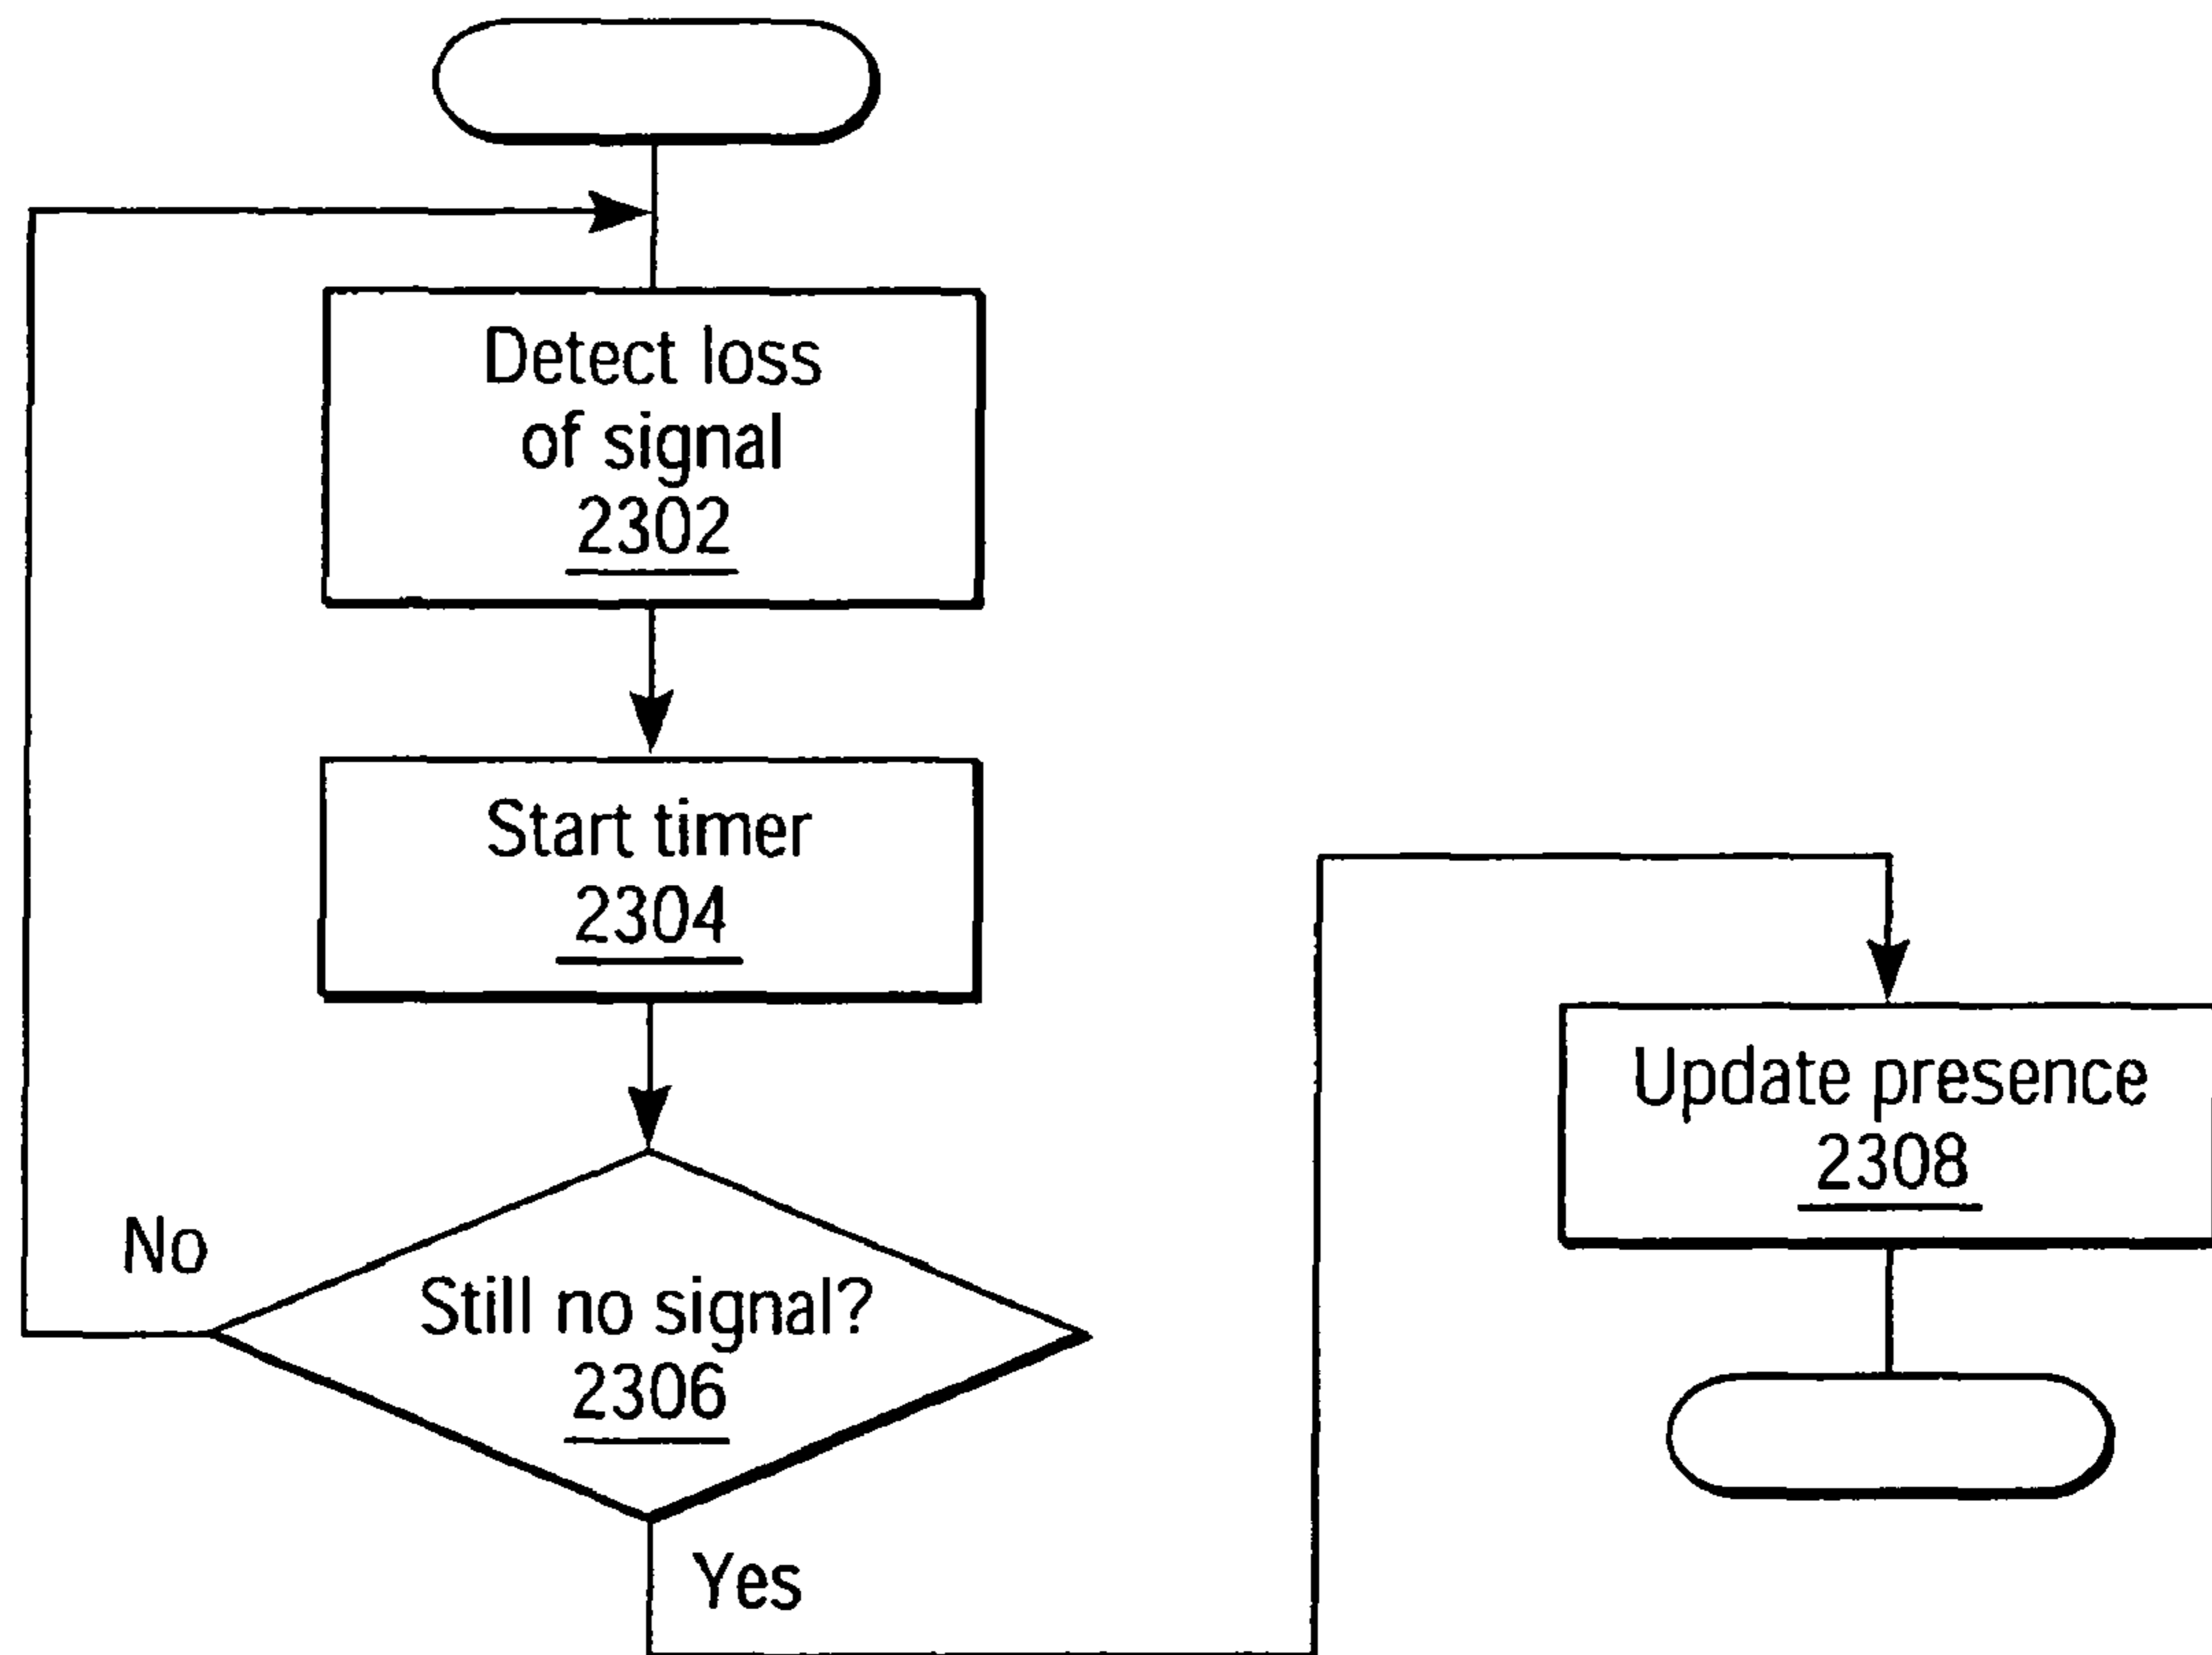 Detect loss
of signal
2302
Start timer
2304
No
Still no signal?
2306
Yes
Update presence
2308